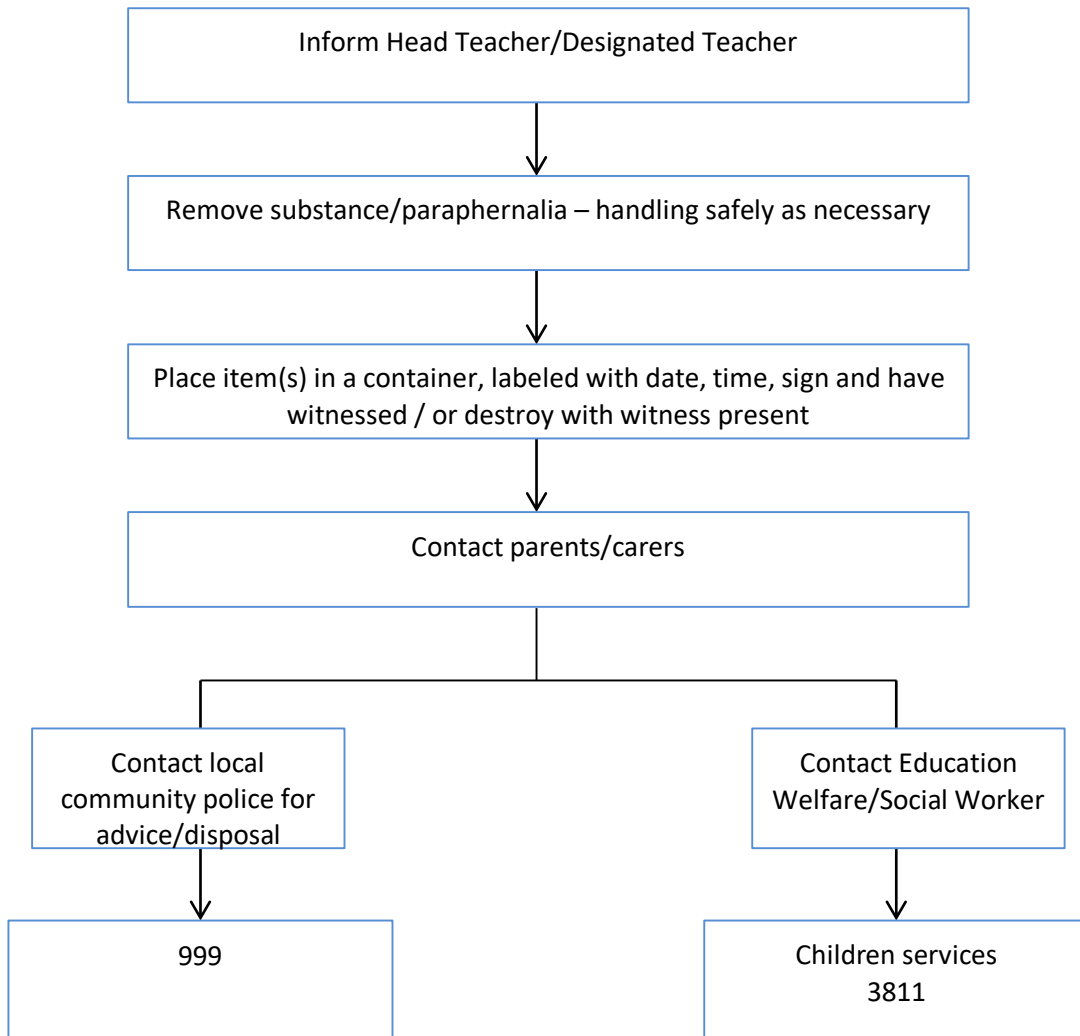 Inform Head Teacher/Designated Teacher
Remove substance/paraphernalia – handling safely as necessary
Place item(s) in a container, labeled with date, time, sign and have
witnessed / or destroy with witness present
Contact parents/carers
Contact local
community police for
advice/disposal
Contact Education
Welfare/Social Worker
999
Children services
3811